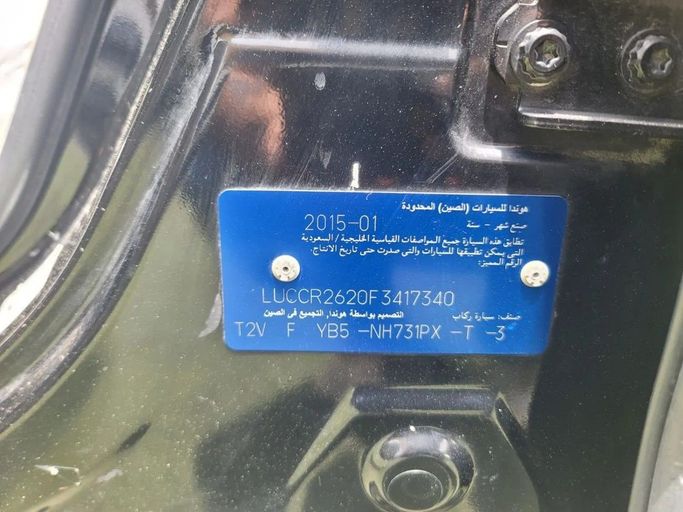 هوندا للسيارات (الصين) المحدودة
صنع شهر - سنة 2015-01
تطابق هذه السيارة جميع المواصفات القياسية الخليجية / السعودية
التي يمكن تطبيقها للسيارات والتي صدرت حتى تاريخ الانتاج.
الرقم المميز:
LUCCR2620F3417340
صنف: سيارة ركاب التصميم بواسطة هوندا, التجميع في الصين
T2V F YB5 -NH731PX -T -3